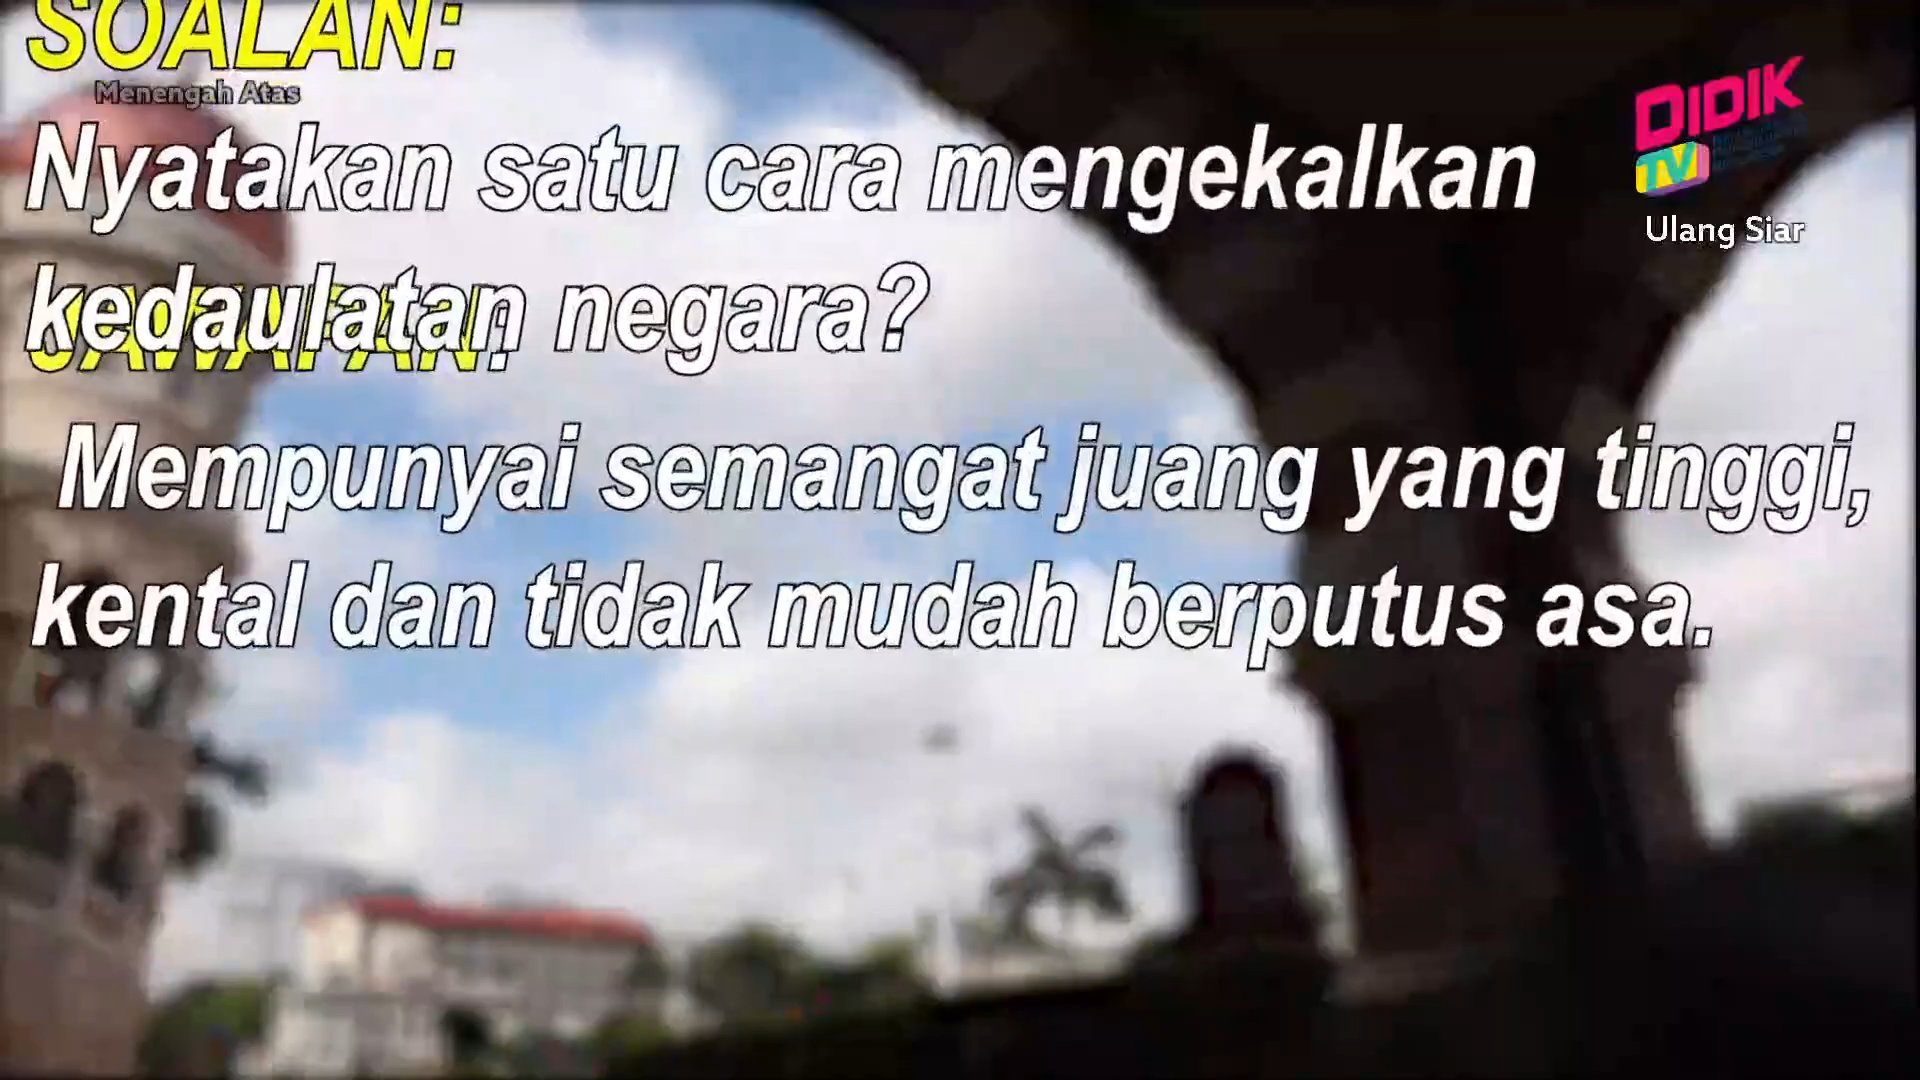 SOALAN:
Menengah Atas
Nyatakan satu cara mengekalkan
kedaulatan negara?
JAWAPAN:
Mempunyai semangat juang yang tinggi,
kental dan tidak mudah berputus asa.
DIDIK
TV
Ulang Siar